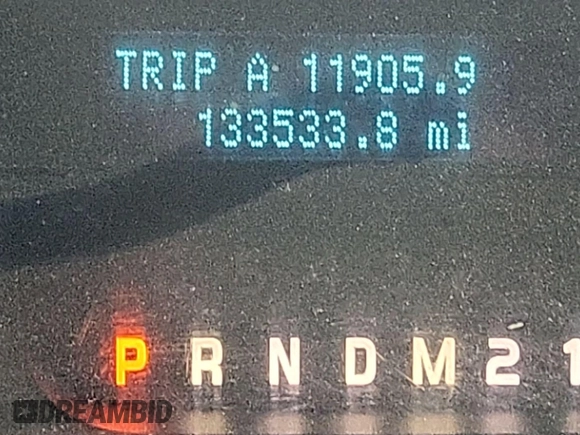 TRIP A 11905.9
133533.8 mi
P R N D M 2 1
DREAMBID